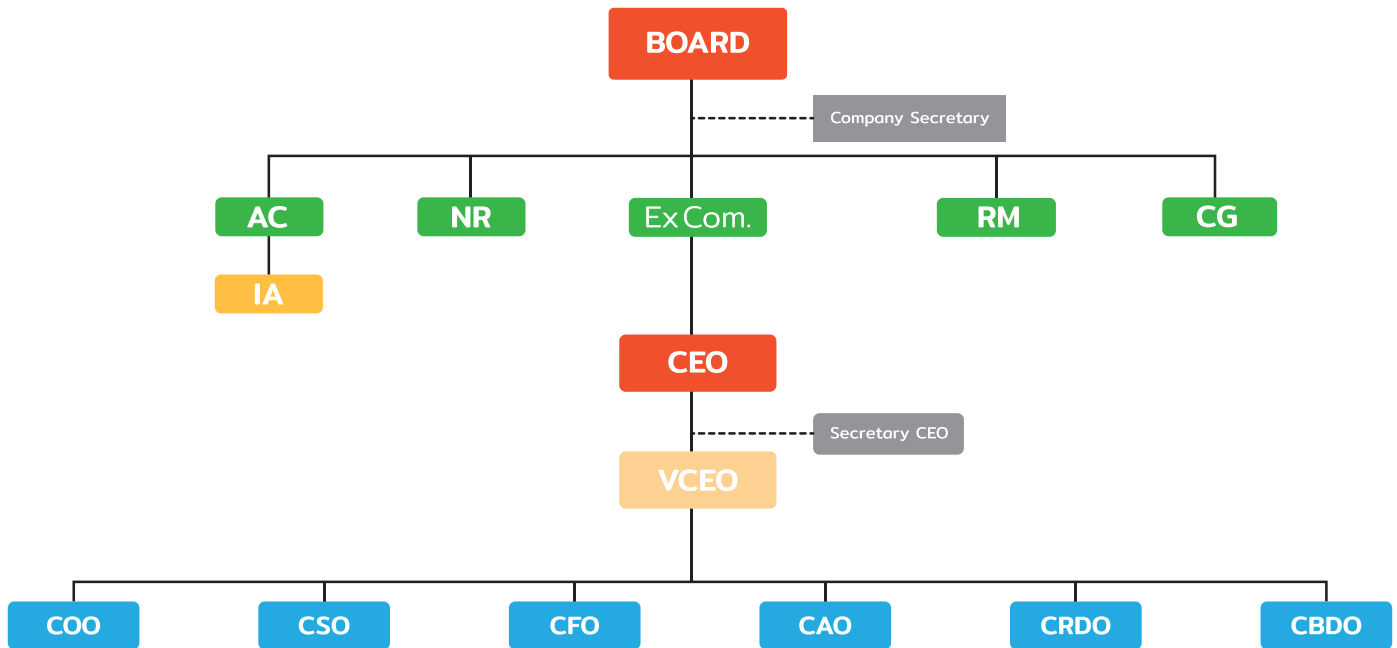 BOARD
Company Secretary
AC
NR
Ex Com.
RM
CG
IA
CEO
Secretary CEO
VCEO
COO
CSO
CFO
CAO
CRDO
CBDO